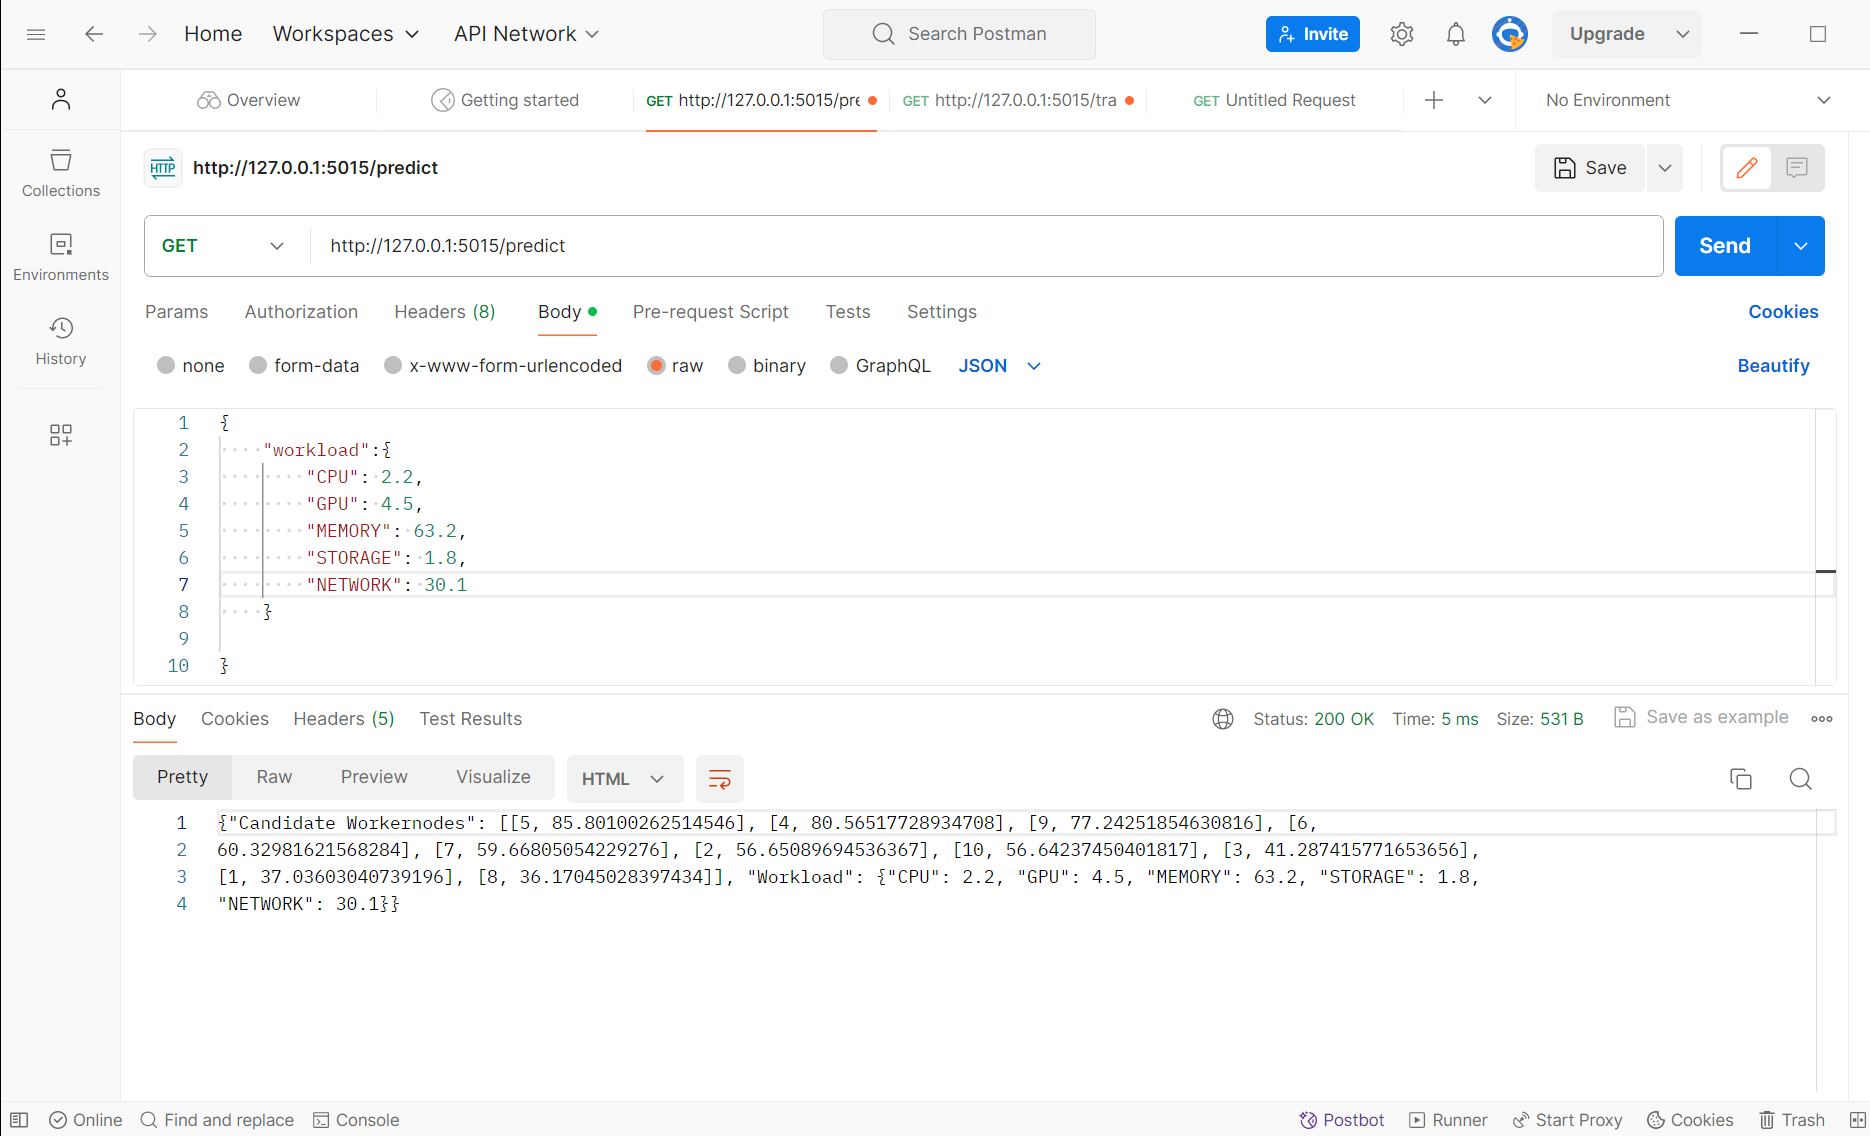 Home Workspaces API Network Search Postman Invite Upgrade
Overview Getting started GET http://127.0.0.1:5015/pre GET http://127.0.0.1:5015/tra GET Untitled Request No Environment
HTTP http://127.0.0.1:5015/predict Save
Collections
GET http://127.0.0.1:5015/predict Send
Environments
Params Authorization Headers (8) Body Pre-request Script Tests Settings Cookies
History
none form-data x-www-form-urlencoded raw binary GraphQL JSON Beautify
1 {
2 "workload":{
3 "CPU": 2.2,
4 "GPU": 4.5,
5 "MEMORY": 63.2,
6 "STORAGE": 1.8,
7 "NETWORK": 30.1
8 }
9
10 }
Body Cookies Headers (5) Test Results Status: 200 OK Time: 5 ms Size: 531 B Save as example
Pretty Raw Preview Visualize HTML
1 {"Candidate Workernodes": [[5, 85.80100262514546], [4, 80.56517728934708], [9, 77.24251854630816], [6,
2 60.32981621568284], [7, 59.66805054229276], [2, 56.65089694536367], [10, 56.64237450401817], [3, 41.287415771653656],
3 [1, 37.03603040739196], [8, 36.17045028397434]], "Workload": {"CPU": 2.2, "GPU": 4.5, "MEMORY": 63.2, "STORAGE": 1.8,
4 "NETWORK": 30.1}}
Online Find and replace Console Postbot Runner Start Proxy Cookies Trash